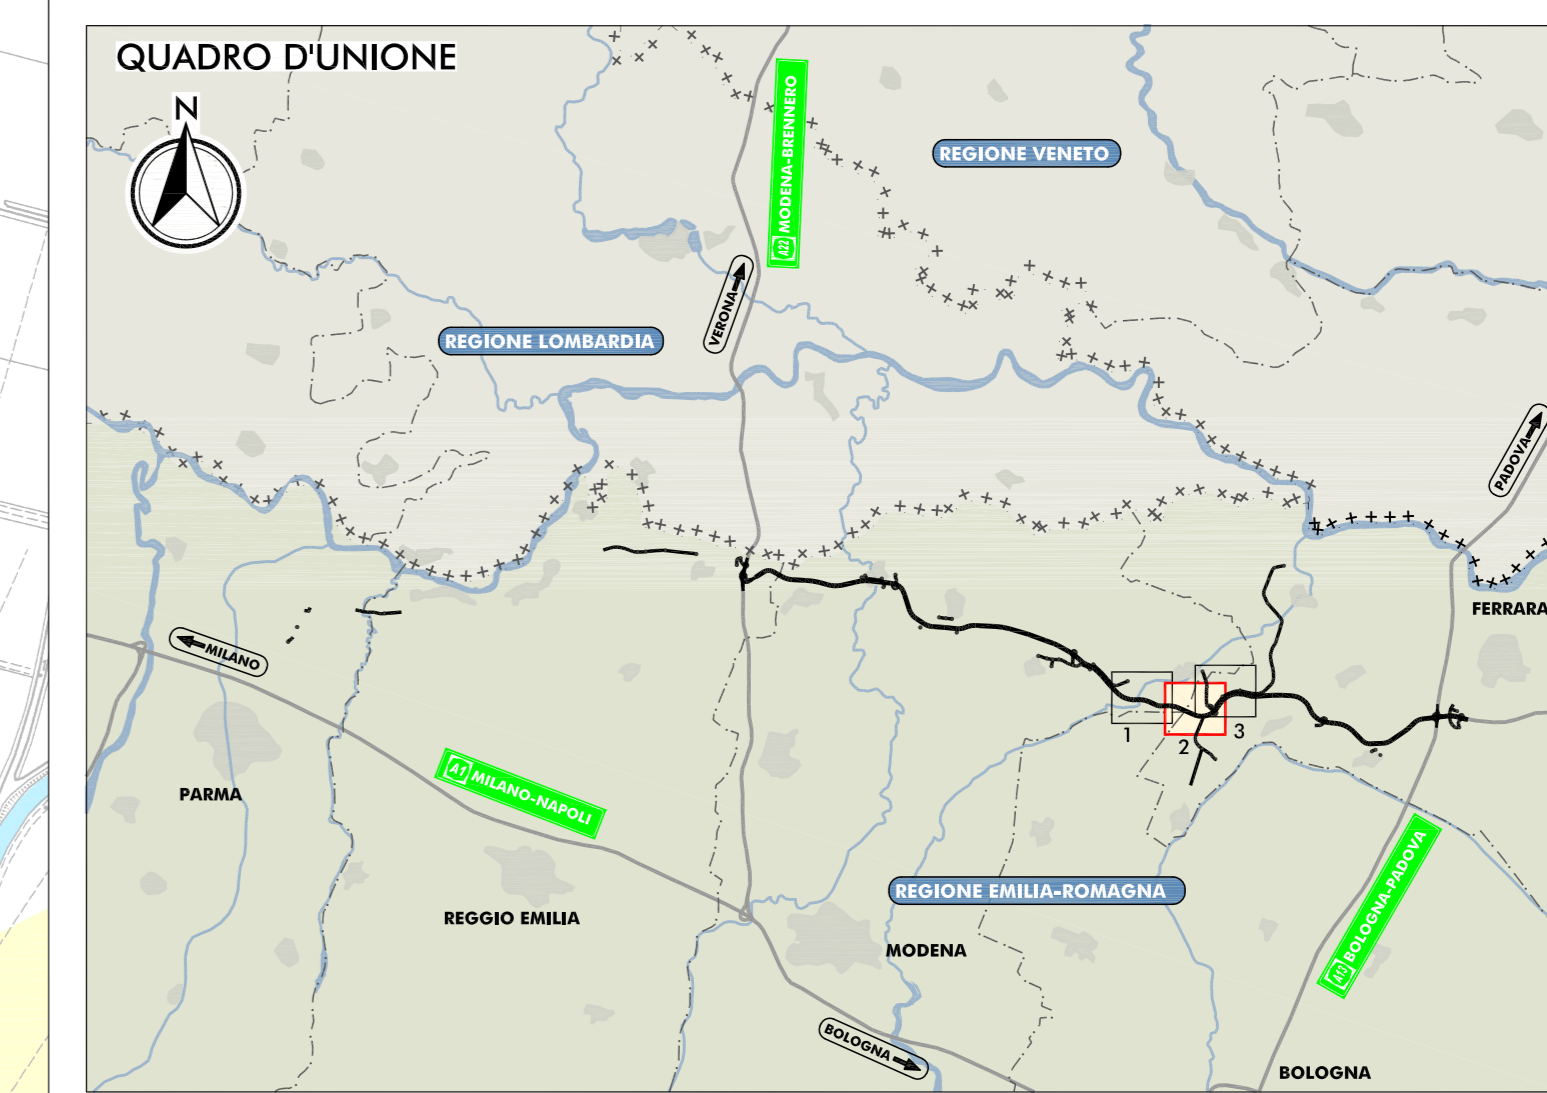 QUADRO D'UNIONE
N
A22 MODENA-BRENNERO
REGIONE VENETO
VERONA
REGIONE LOMBARDIA
PADOVA
FERRARA
MILANO
1
2
3
PARMA
A1 MILANO-NAPOLI
REGIONE EMILIA-ROMAGNA
A13 BOLOGNA-PADOVA
REGGIO EMILIA
MODENA
BOLOGNA
BOLOGNA